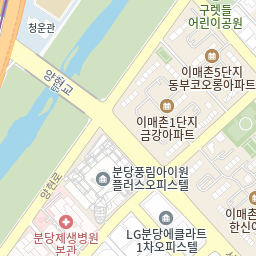 구렛들
어린이공원
청운관
양현교
이매촌5단지
동부코오롱아파트
이매촌1단지
금강아파트
분당풍림아이원
플러스오피스텔
양현로
이매촌
한신아
분당제생병원
본관
LG분당에클라트
1차오피스텔